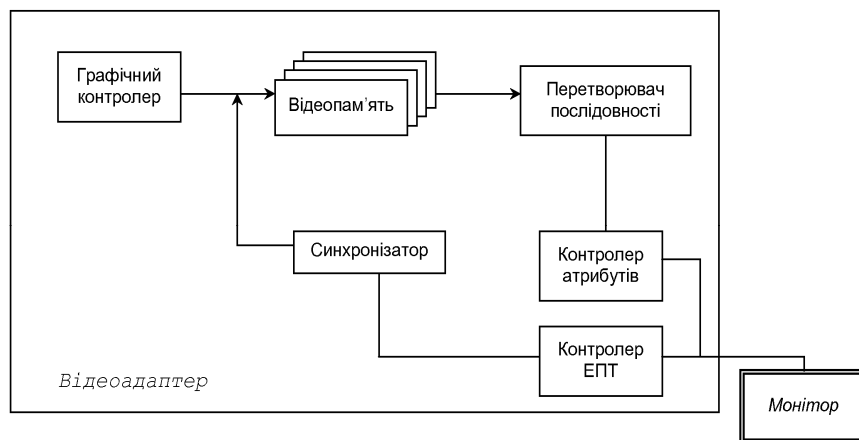 Графічний
контролер
Відеопам'ять
Перетворювач
послідовності
Синхронізатор
Контролер
атрибутів
Контролер
ЕПТ
Відеоадаптер
Монітор